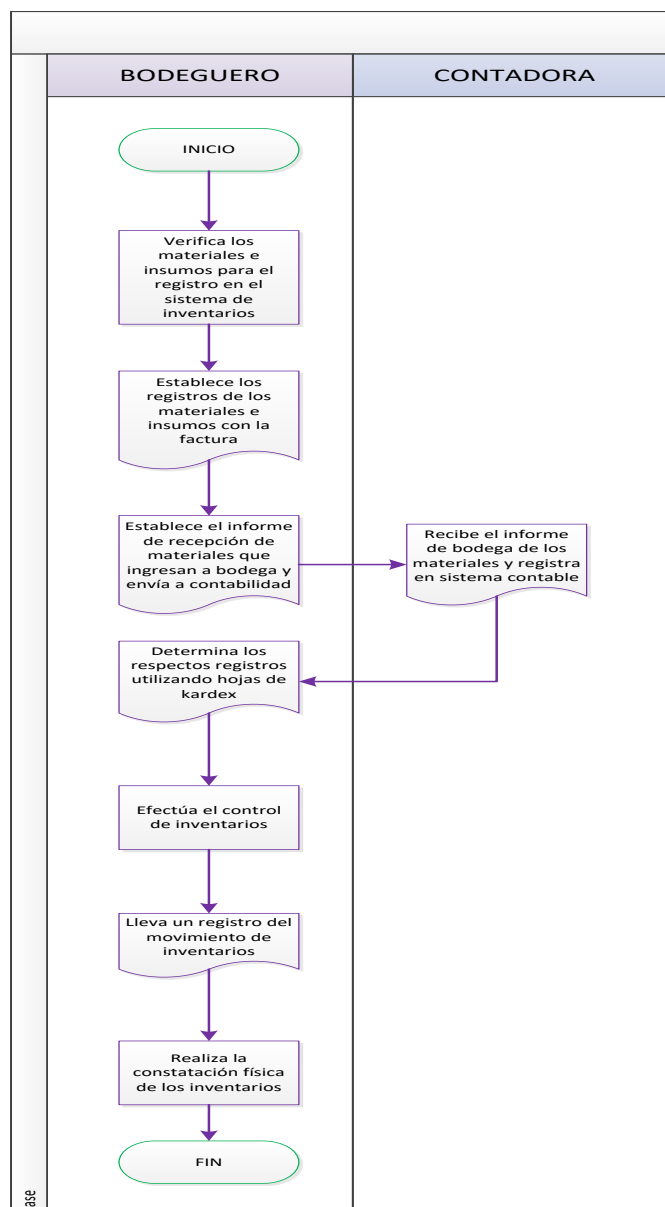 BODEGUERO
CONTADORA
INICIO
Verifica los
materiales e
insumos para el
registro en el
sistema de
inventarios
Establece los
registros de los
materiales e
insumos con la
factura
Establece el informe
de recepción de
materiales que
ingresan a bodega y
envía a contabilidad
Recibe el informe
de bodega de los
materiales y registra
en sistema contable
Determina los
respectos registros
utilizando hojas de
kardex
Efectúa el control
de inventarios
Lleva un registro del
movimiento de
inventarios
Realiza la
constatación física
de los inventarios
FIN
ase